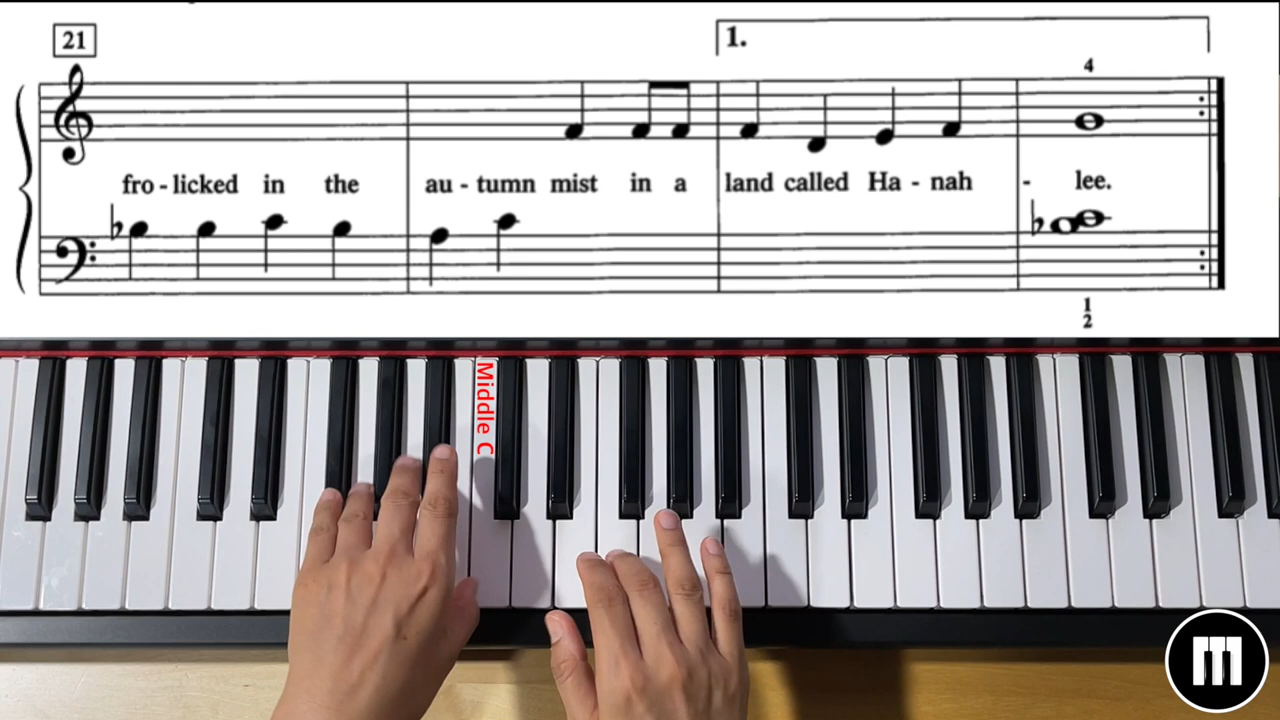 21
1.
4
fro - licked in the au - tumn mist in a land called Ha - nah - lee.
1
2
Middle C
m